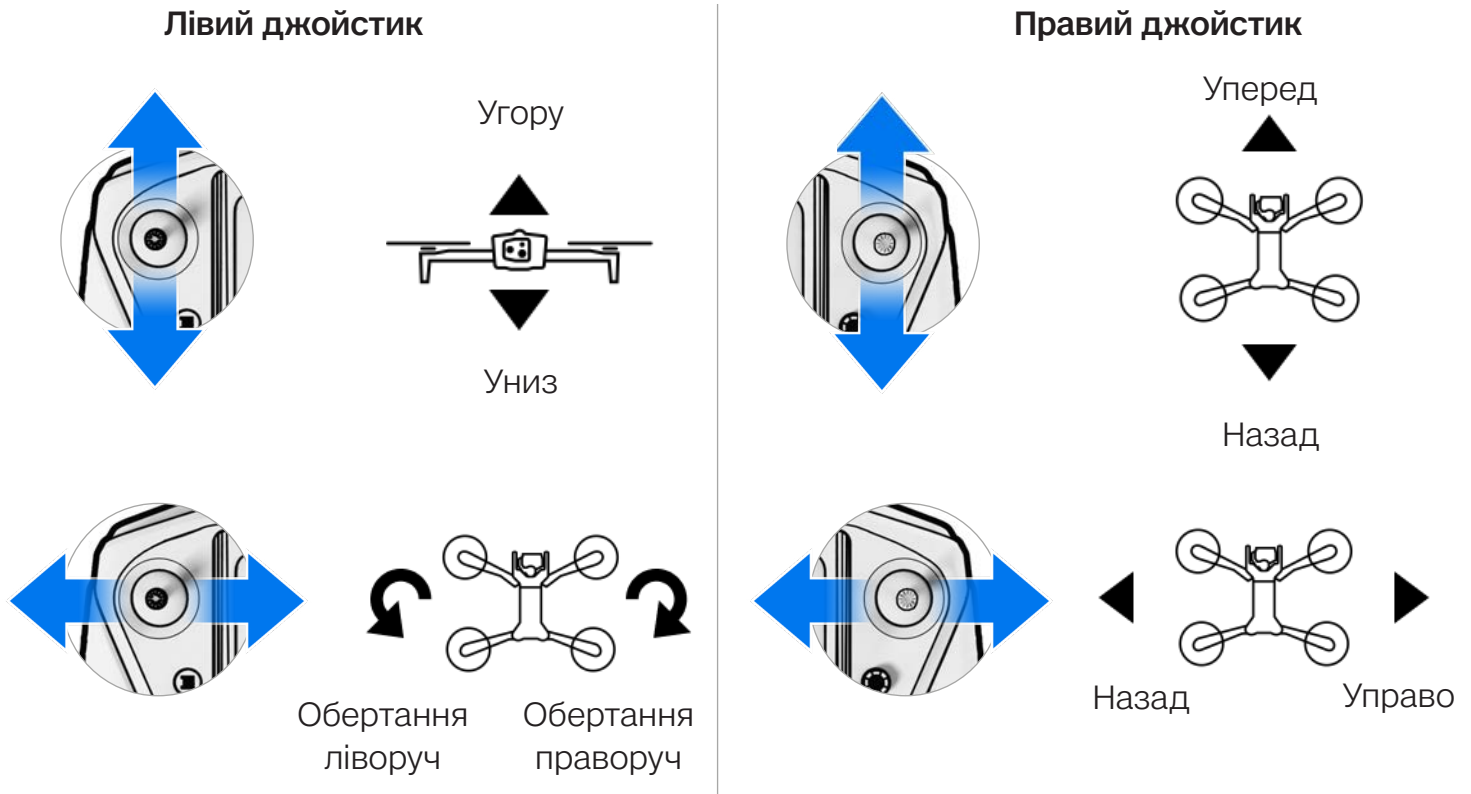 Лівий джойстик
Угору
Униз
Обертання
ліворуч
Обертання
праворуч
Правий джойстик
Уперед
Назад
Назад
Управо